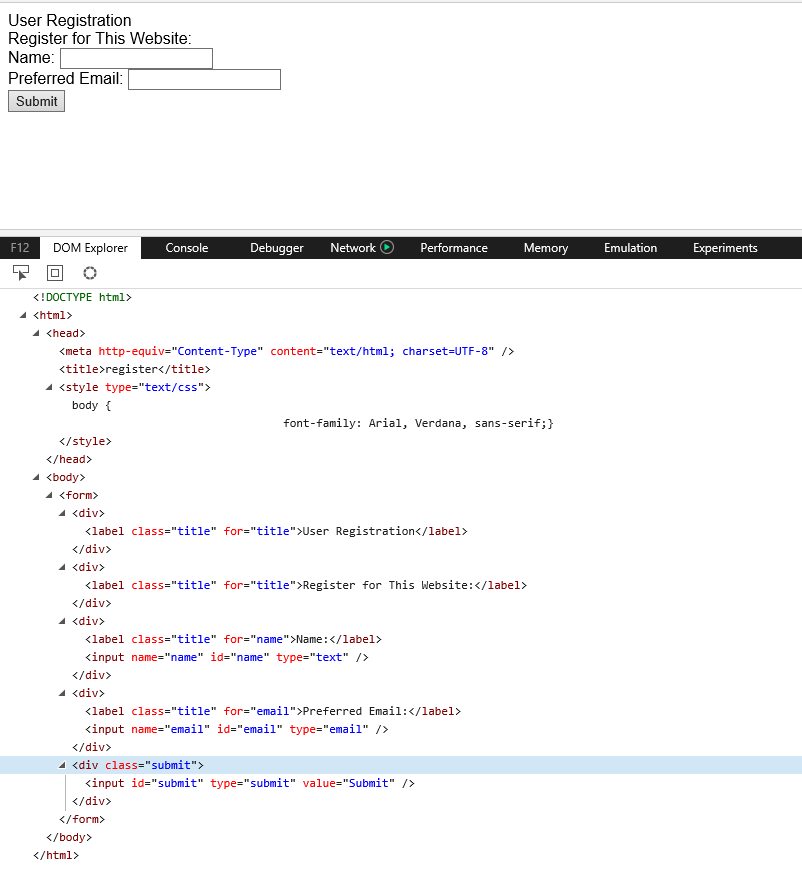 User Registration
Register for This Website:
Name:
Preferred Email:
Submit
F12 DOM Explorer Console Debugger Network Performance Memory Emulation Experiments
<!DOCTYPE html>
<html>
<head>
<meta http-equiv="Content-Type" content="text/html; charset=UTF-8" />
<title>register</title>
<style type="text/css">
body {
font-family: Arial, Verdana, sans-serif;}
</style>
</head>
<body>
<form>
<div>
<label class="title" for="title">User Registration</label>
</div>
<div>
<label class="title" for="title">Register for This Website:</label>
</div>
<div>
<label class="title" for="name">Name:</label>
<input name="name" id="name" type="text" />
</div>
<div>
<label class="title" for="email">Preferred Email:</label>
<input name="email" id="email" type="email" />
</div>
<div class="submit">
<input id="submit" type="submit" value="Submit" />
</div>
</form>
</body>
</html>